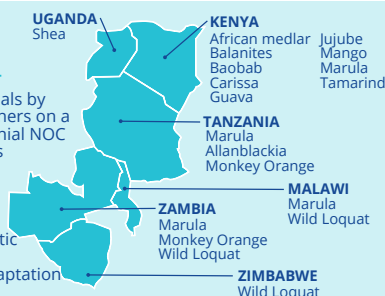 UGANDA
Shea
KENYA
African medlar Jujube
Balanites Mango
Baobab Marula
Carissa Tamarind
Guava
als by
ners on a
nial NOC
s
TANZANIA
Marula
Allanblackia
Monkey Orange
MALAWI
Marula
Wild Loquat
ZAMBIA
Marula
Monkey Orange
Wild Loquat
tic
aptation
ZIMBABWE
Wild Loquat